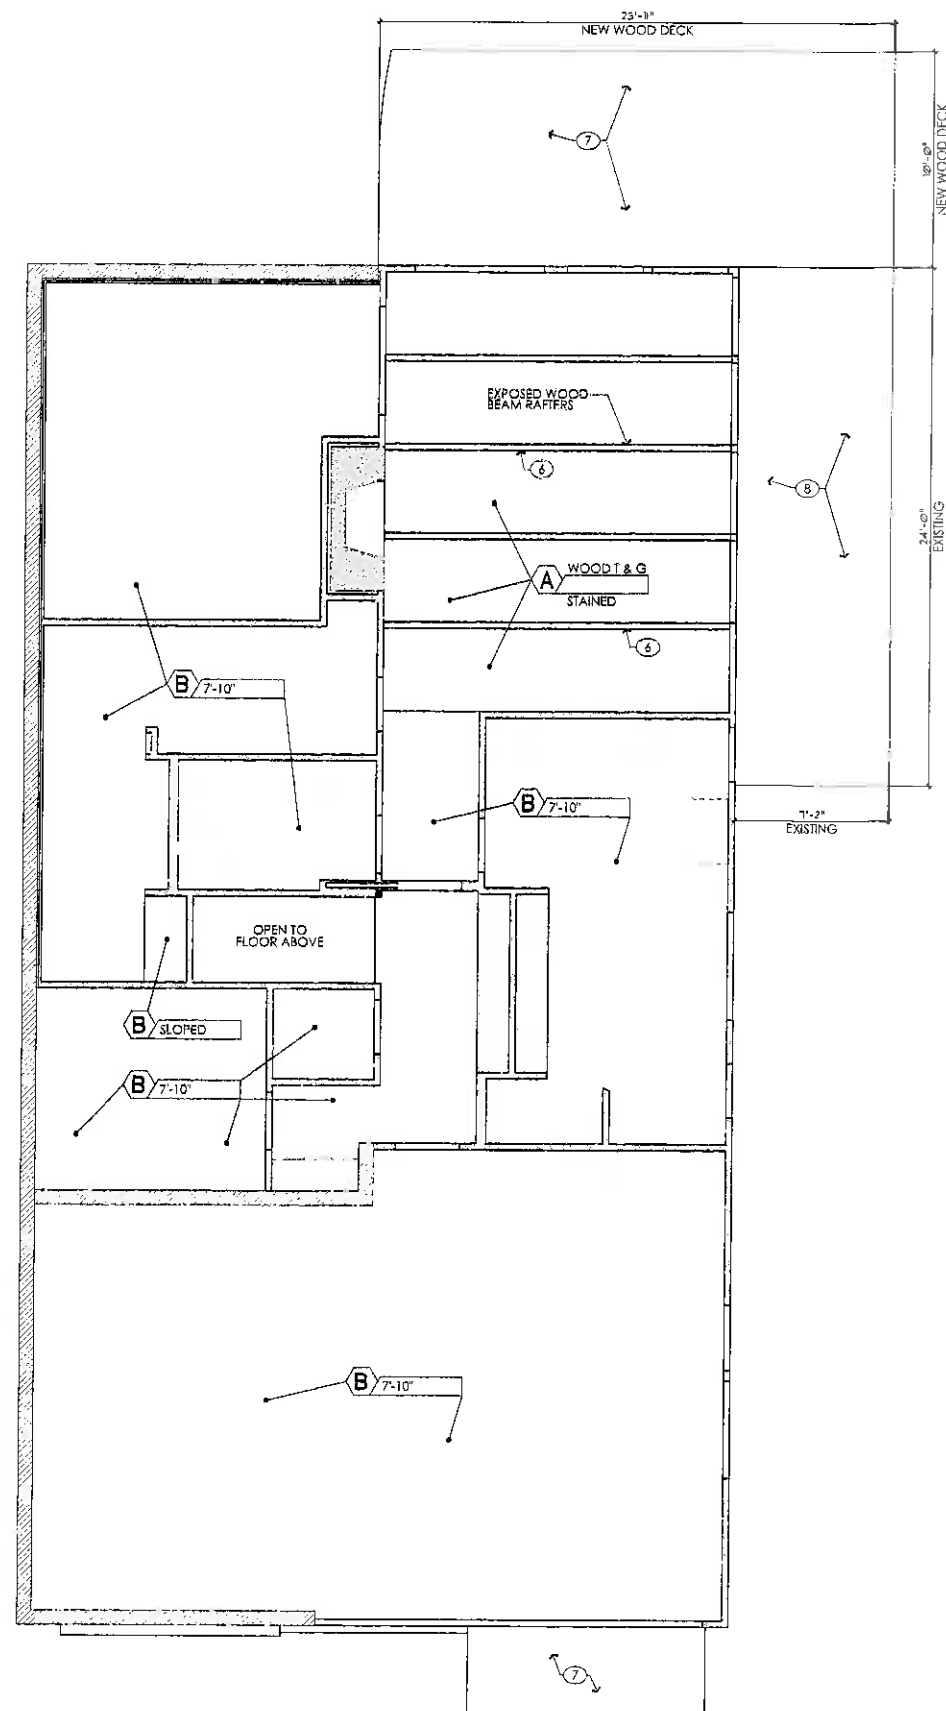 23'-11"
NEW WOOD DECK
7
10'-0"
NEW WOOD DECK
EXPOSED WOOD
BEAM RAFTERS
6
8
24'-0"
EXISTING
A WOOD T & G
STAINED
6
B 7'-10"
B 7'-10"
7'-2"
EXISTING
OPEN TO
FLOOR ABOVE
B SLOPED
B 7'-10"
B 7'-10"
7